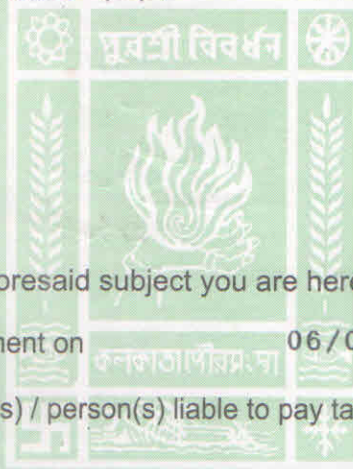 পুরশ্রী বিবর্ধন
oresaid subject you are here
ment on 06/0
কলকাতা পৌরসংস্থা
s) / person(s) liable to pay ta